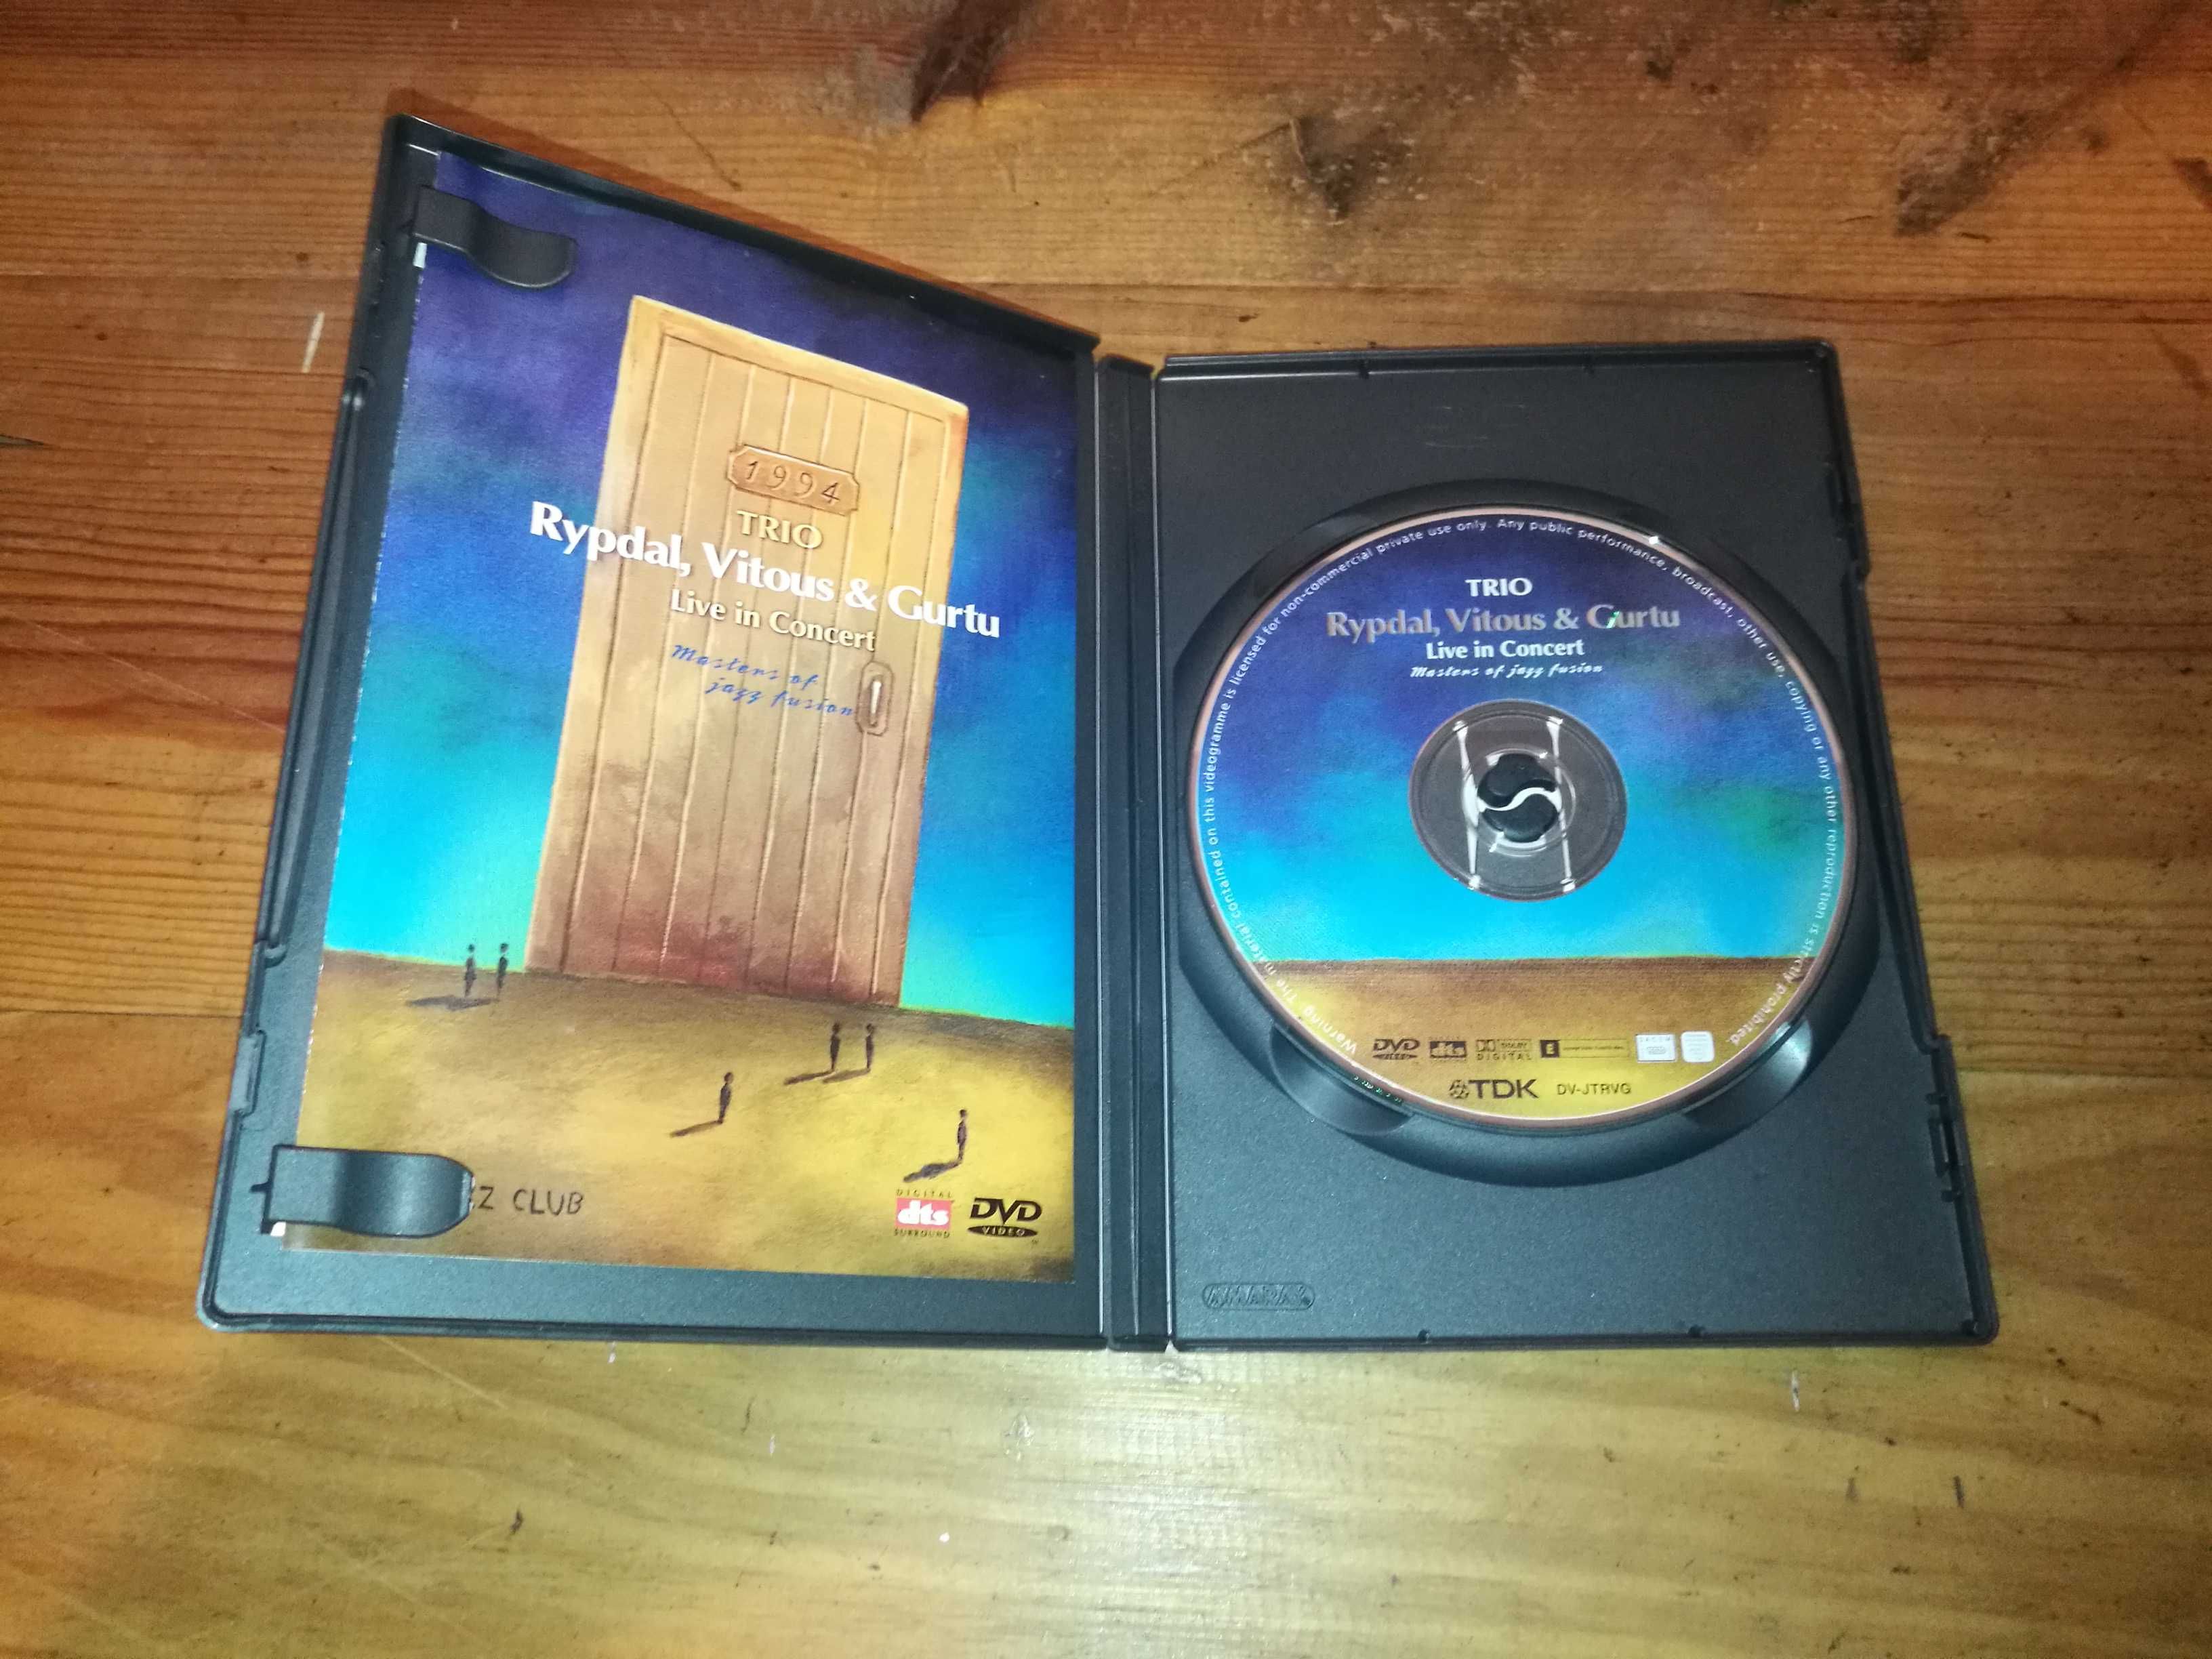 1994
TRIO
Rypdal, Vitous & Gurtu
Live in Concert
Masters of
jazz fusion
Z CLUB
DIGITAL
dts
SURROUND
DVD
VIDEO
Warning: The material contained on this videogramme is licensed for non-commercial private use only. Any public performance, broadcast, other use, copying or any other reproduction is strictly prohibited.
TRIO
Rypdal, Vitous & Gurtu
Live in Concert
Masters of jazz fusion
DVD
dts
DOLBY
DIGITAL
E
TDK DV-JTRVG
AMARAY